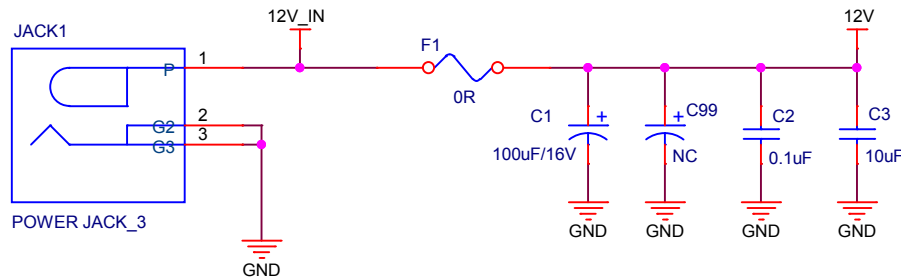 12V_IN
12V
JACK1
1
F1
P
0R
C1
+
+
C99
C2
C3
2
G2
3
G3
100uF/16V
NC
0.1uF
10uF
POWER JACK_3
GND
GND
GND
GND
GND